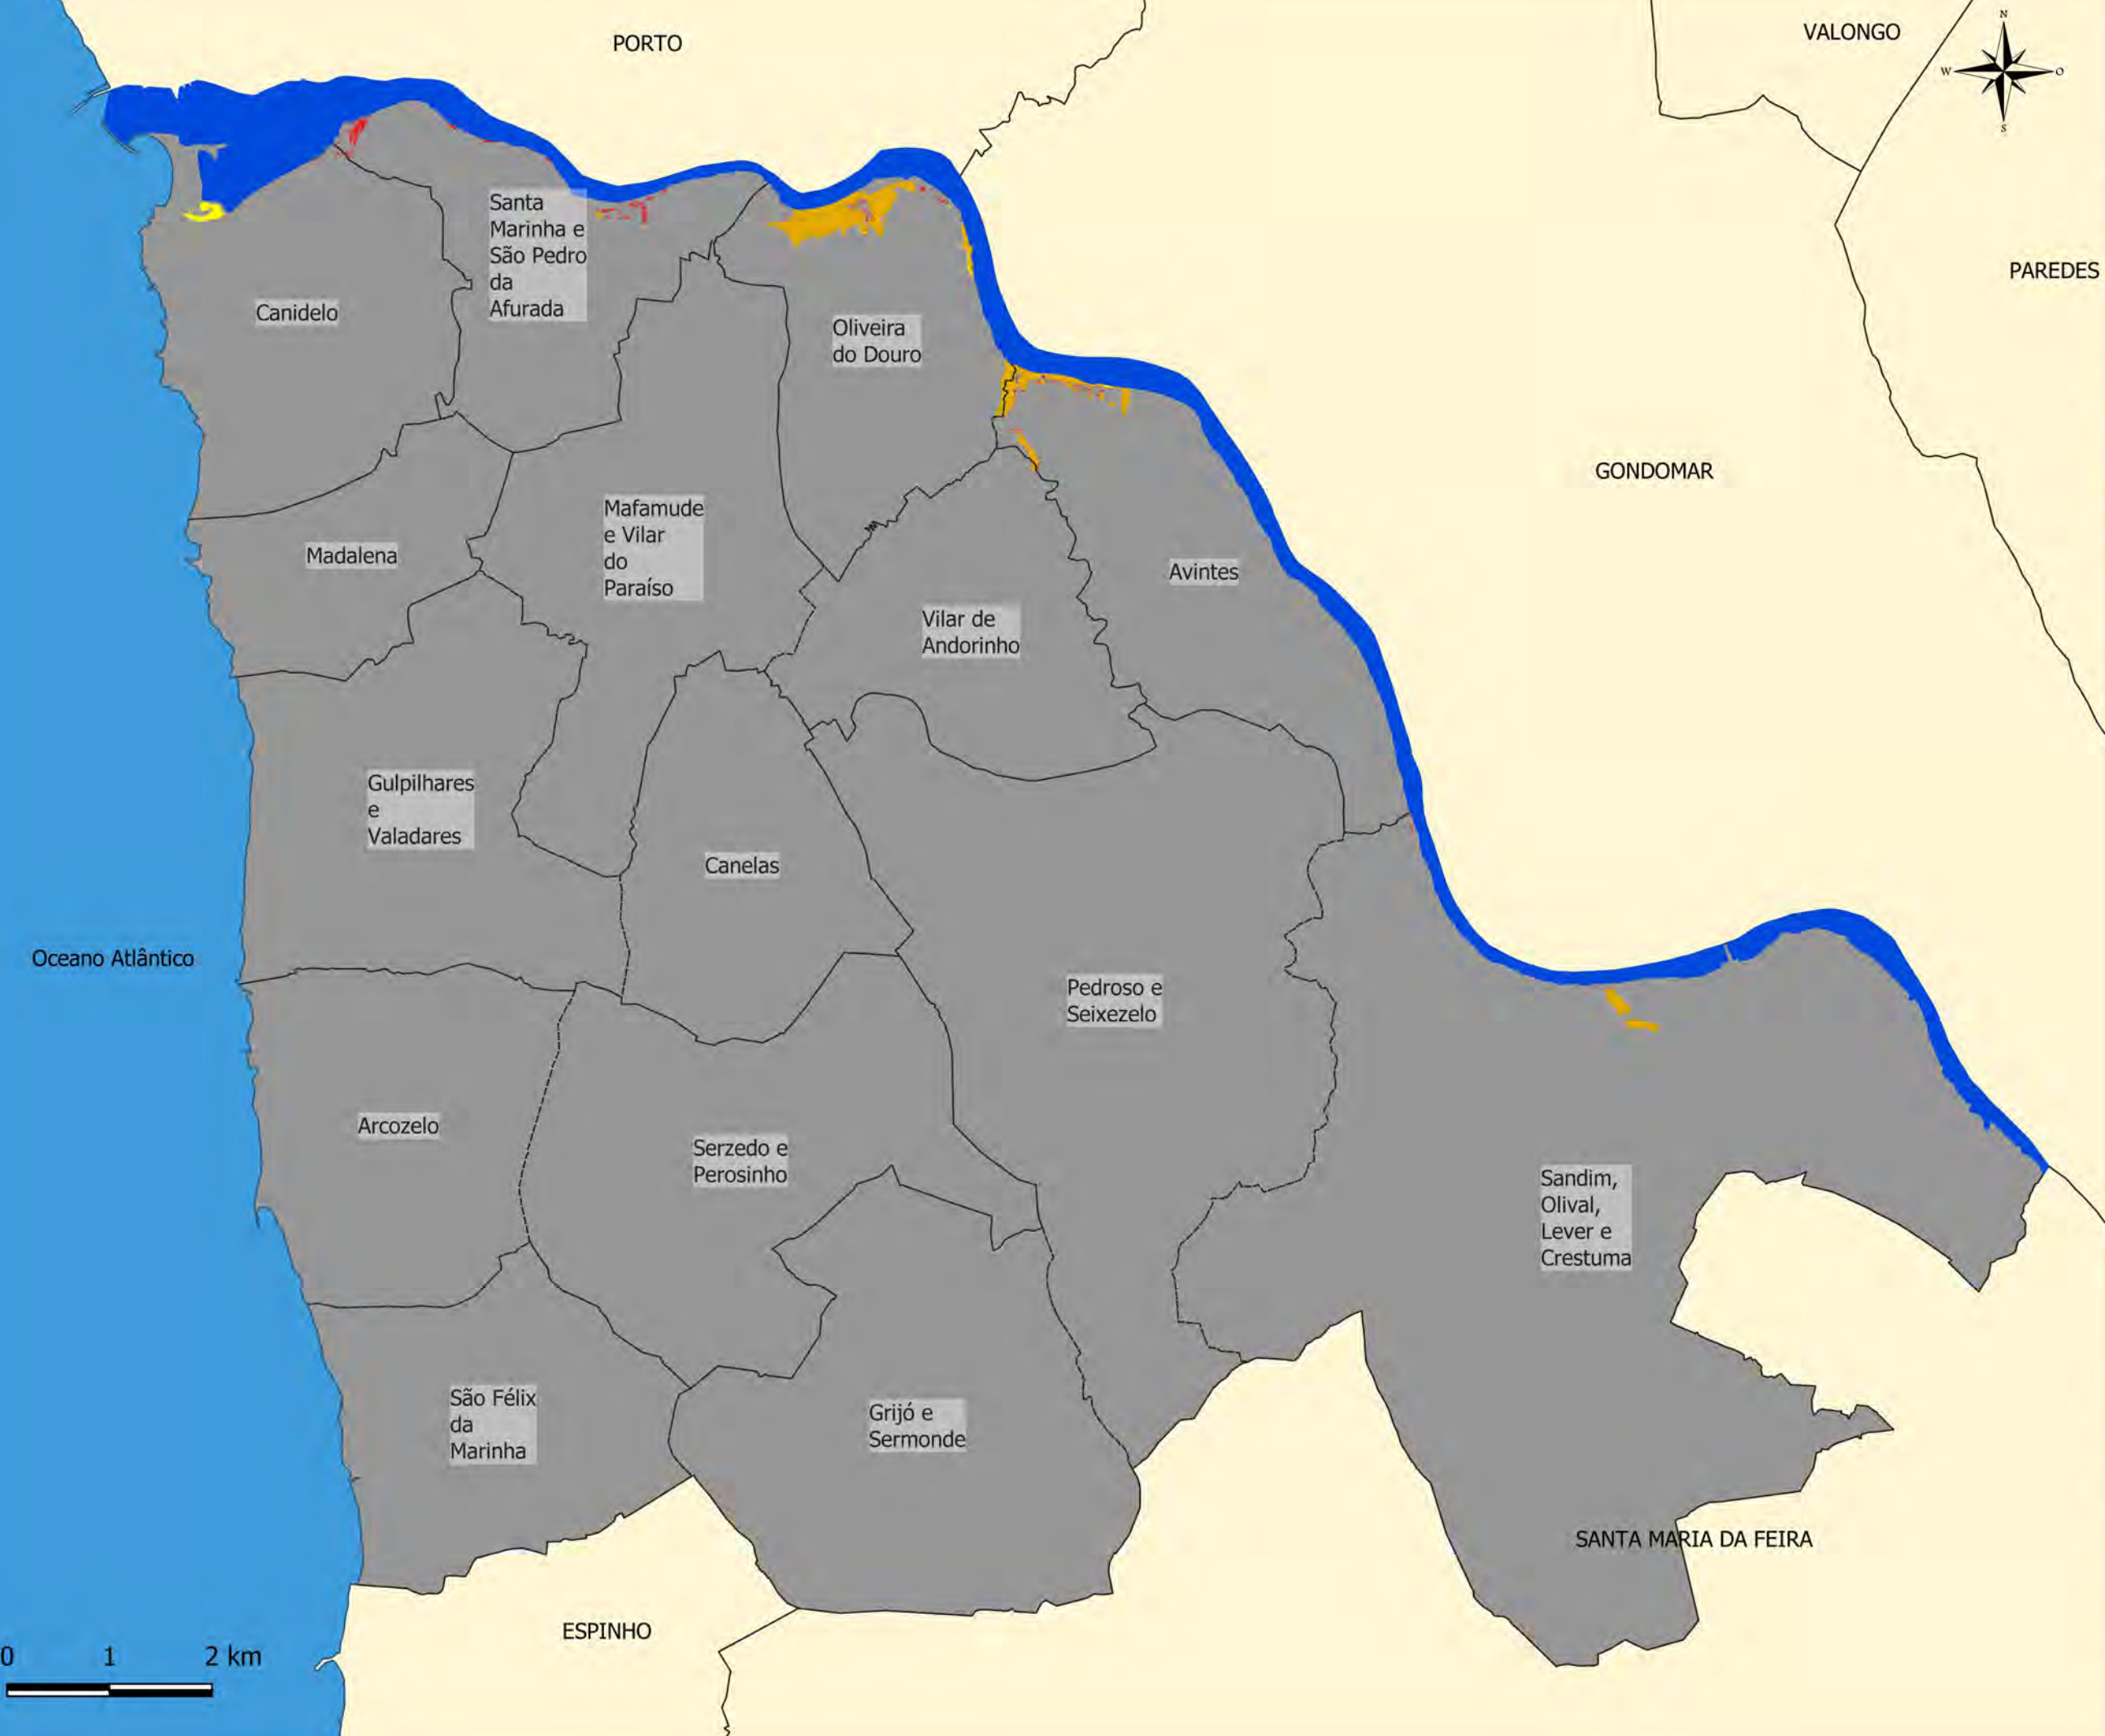 PORTO
VALONGO
N
W
O
S
Santa
Marinha e
São Pedro
da
Afurada
PAREDES
Canidelo
Oliveira
do Douro
GONDOMAR
Mafamude
e Vilar
do
Paraíso
Madalena
Avintes
Vilar de
Andorinho
Gulpilhares
e
Valadares
Canelas
Oceano Atlântico
Pedroso e
Seixezelo
Arcozelo
Serzedo e
Perosinho
Sandim,
Olival,
Lever e
Crestuma
São Félix
da
Marinha
Grijó e
Sermonde
SANTA MARIA DA FEIRA
ESPINHO
0 1 2 km